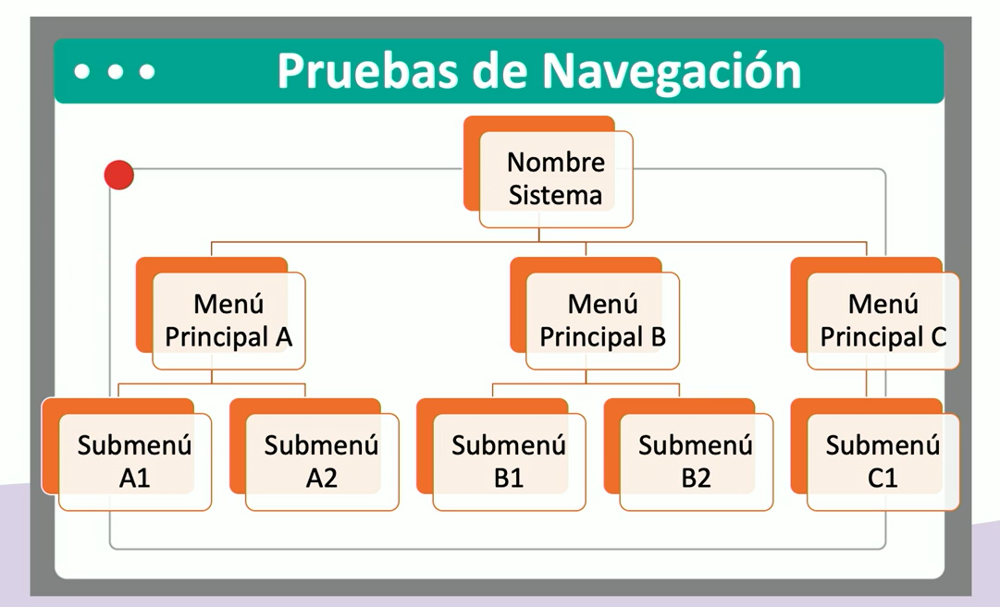 Pruebas de Navegación
Nombre
Sistema
Menú
Principal A
Menú
Principal B
Menú
Principal C
Submenú
A1
Submenú
A2
Submenú
B1
Submenú
B2
Submenú
C1